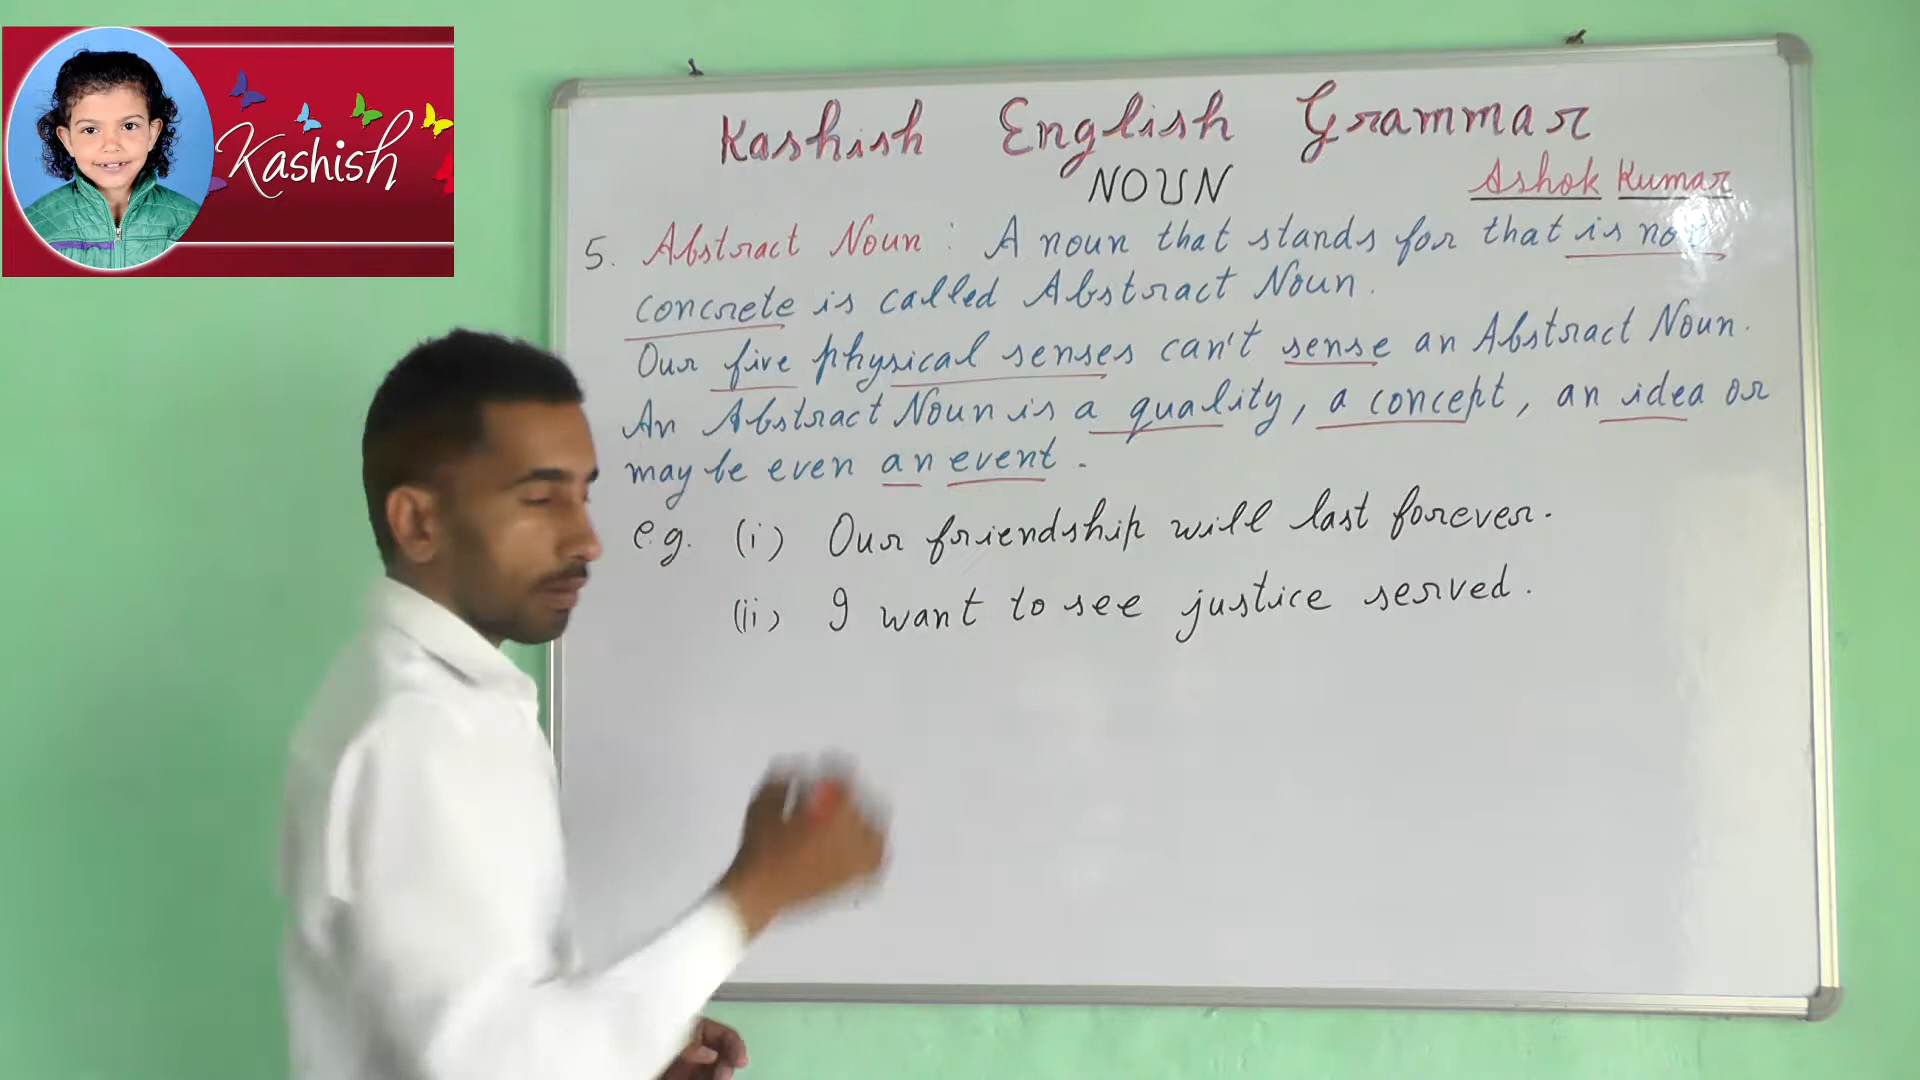 Kashish
Kashish English Grammar
NOUN
Ashok Kumar
5. Abstract Noun : A noun that stands for that is not
concrete is called Abstract Noun.
Our five physical senses can't sense an Abstract Noun.
An Abstract Noun is a quality, a concept, an idea or
may be even an event.
e.g. (i) Our friendship will last forever.
(ii) I want to see justice served.